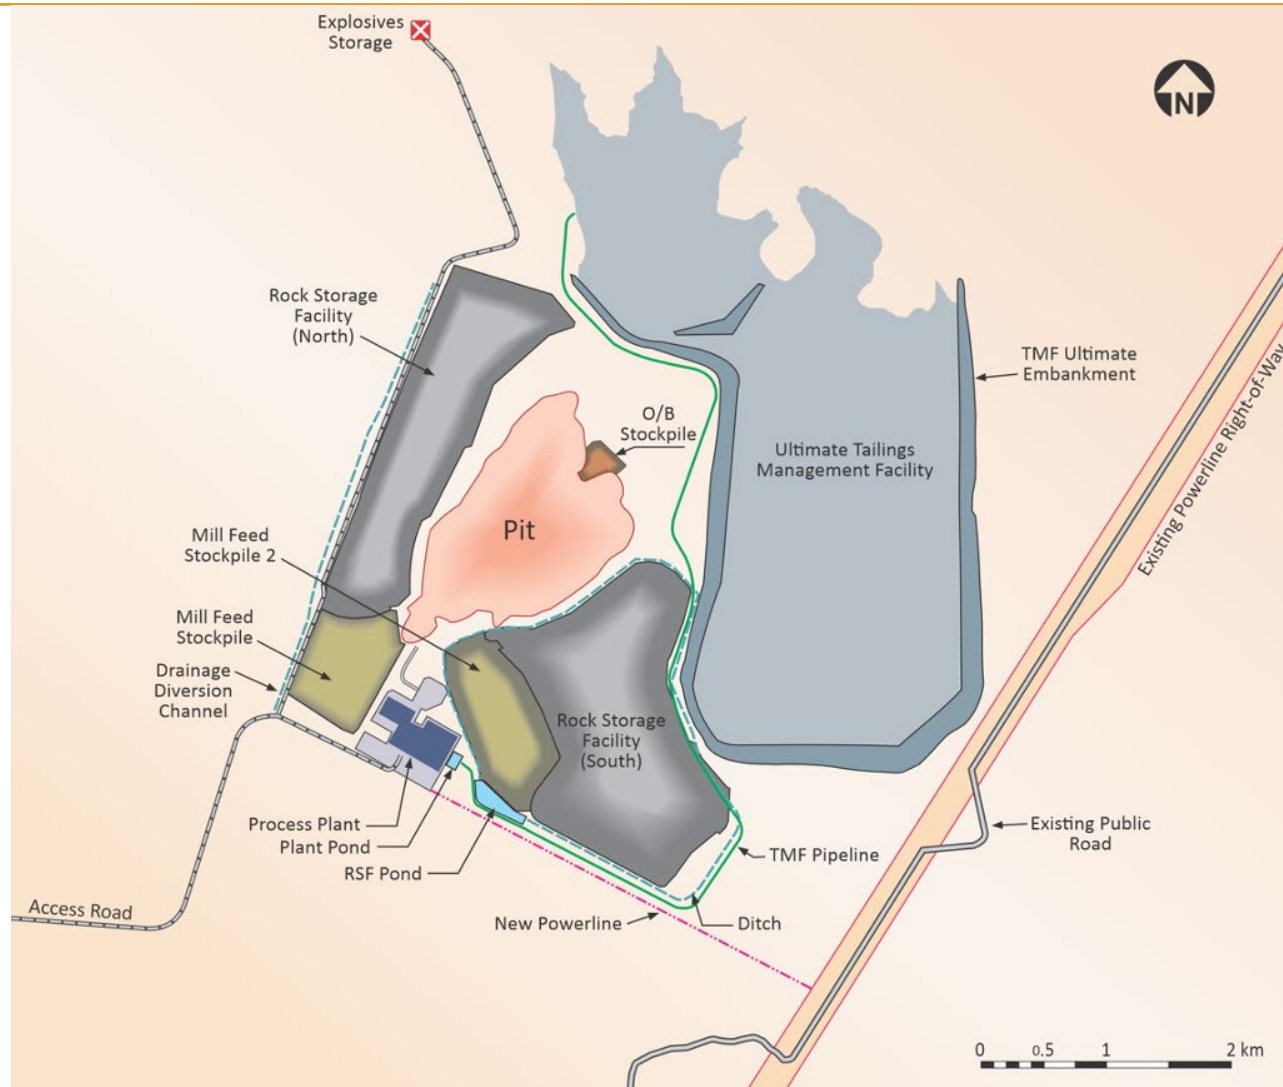 Explosives
Storage
N
Rock Storage
Facility
(North)
TMF Ultimate
Embankment
O/B
Stockpile
Ultimate Tailings
Management Facility
Existing Powerline Right-of-Way
Pit
Mill Feed
Stockpile 2
Mill Feed
Stockpile
Drainage
Diversion
Channel
Rock Storage
Facility
(South)
Process Plant
Plant Pond
RSF Pond
TMF Pipeline
Existing Public
Road
Access Road
New Powerline
Ditch
0 0.5 1 2 km